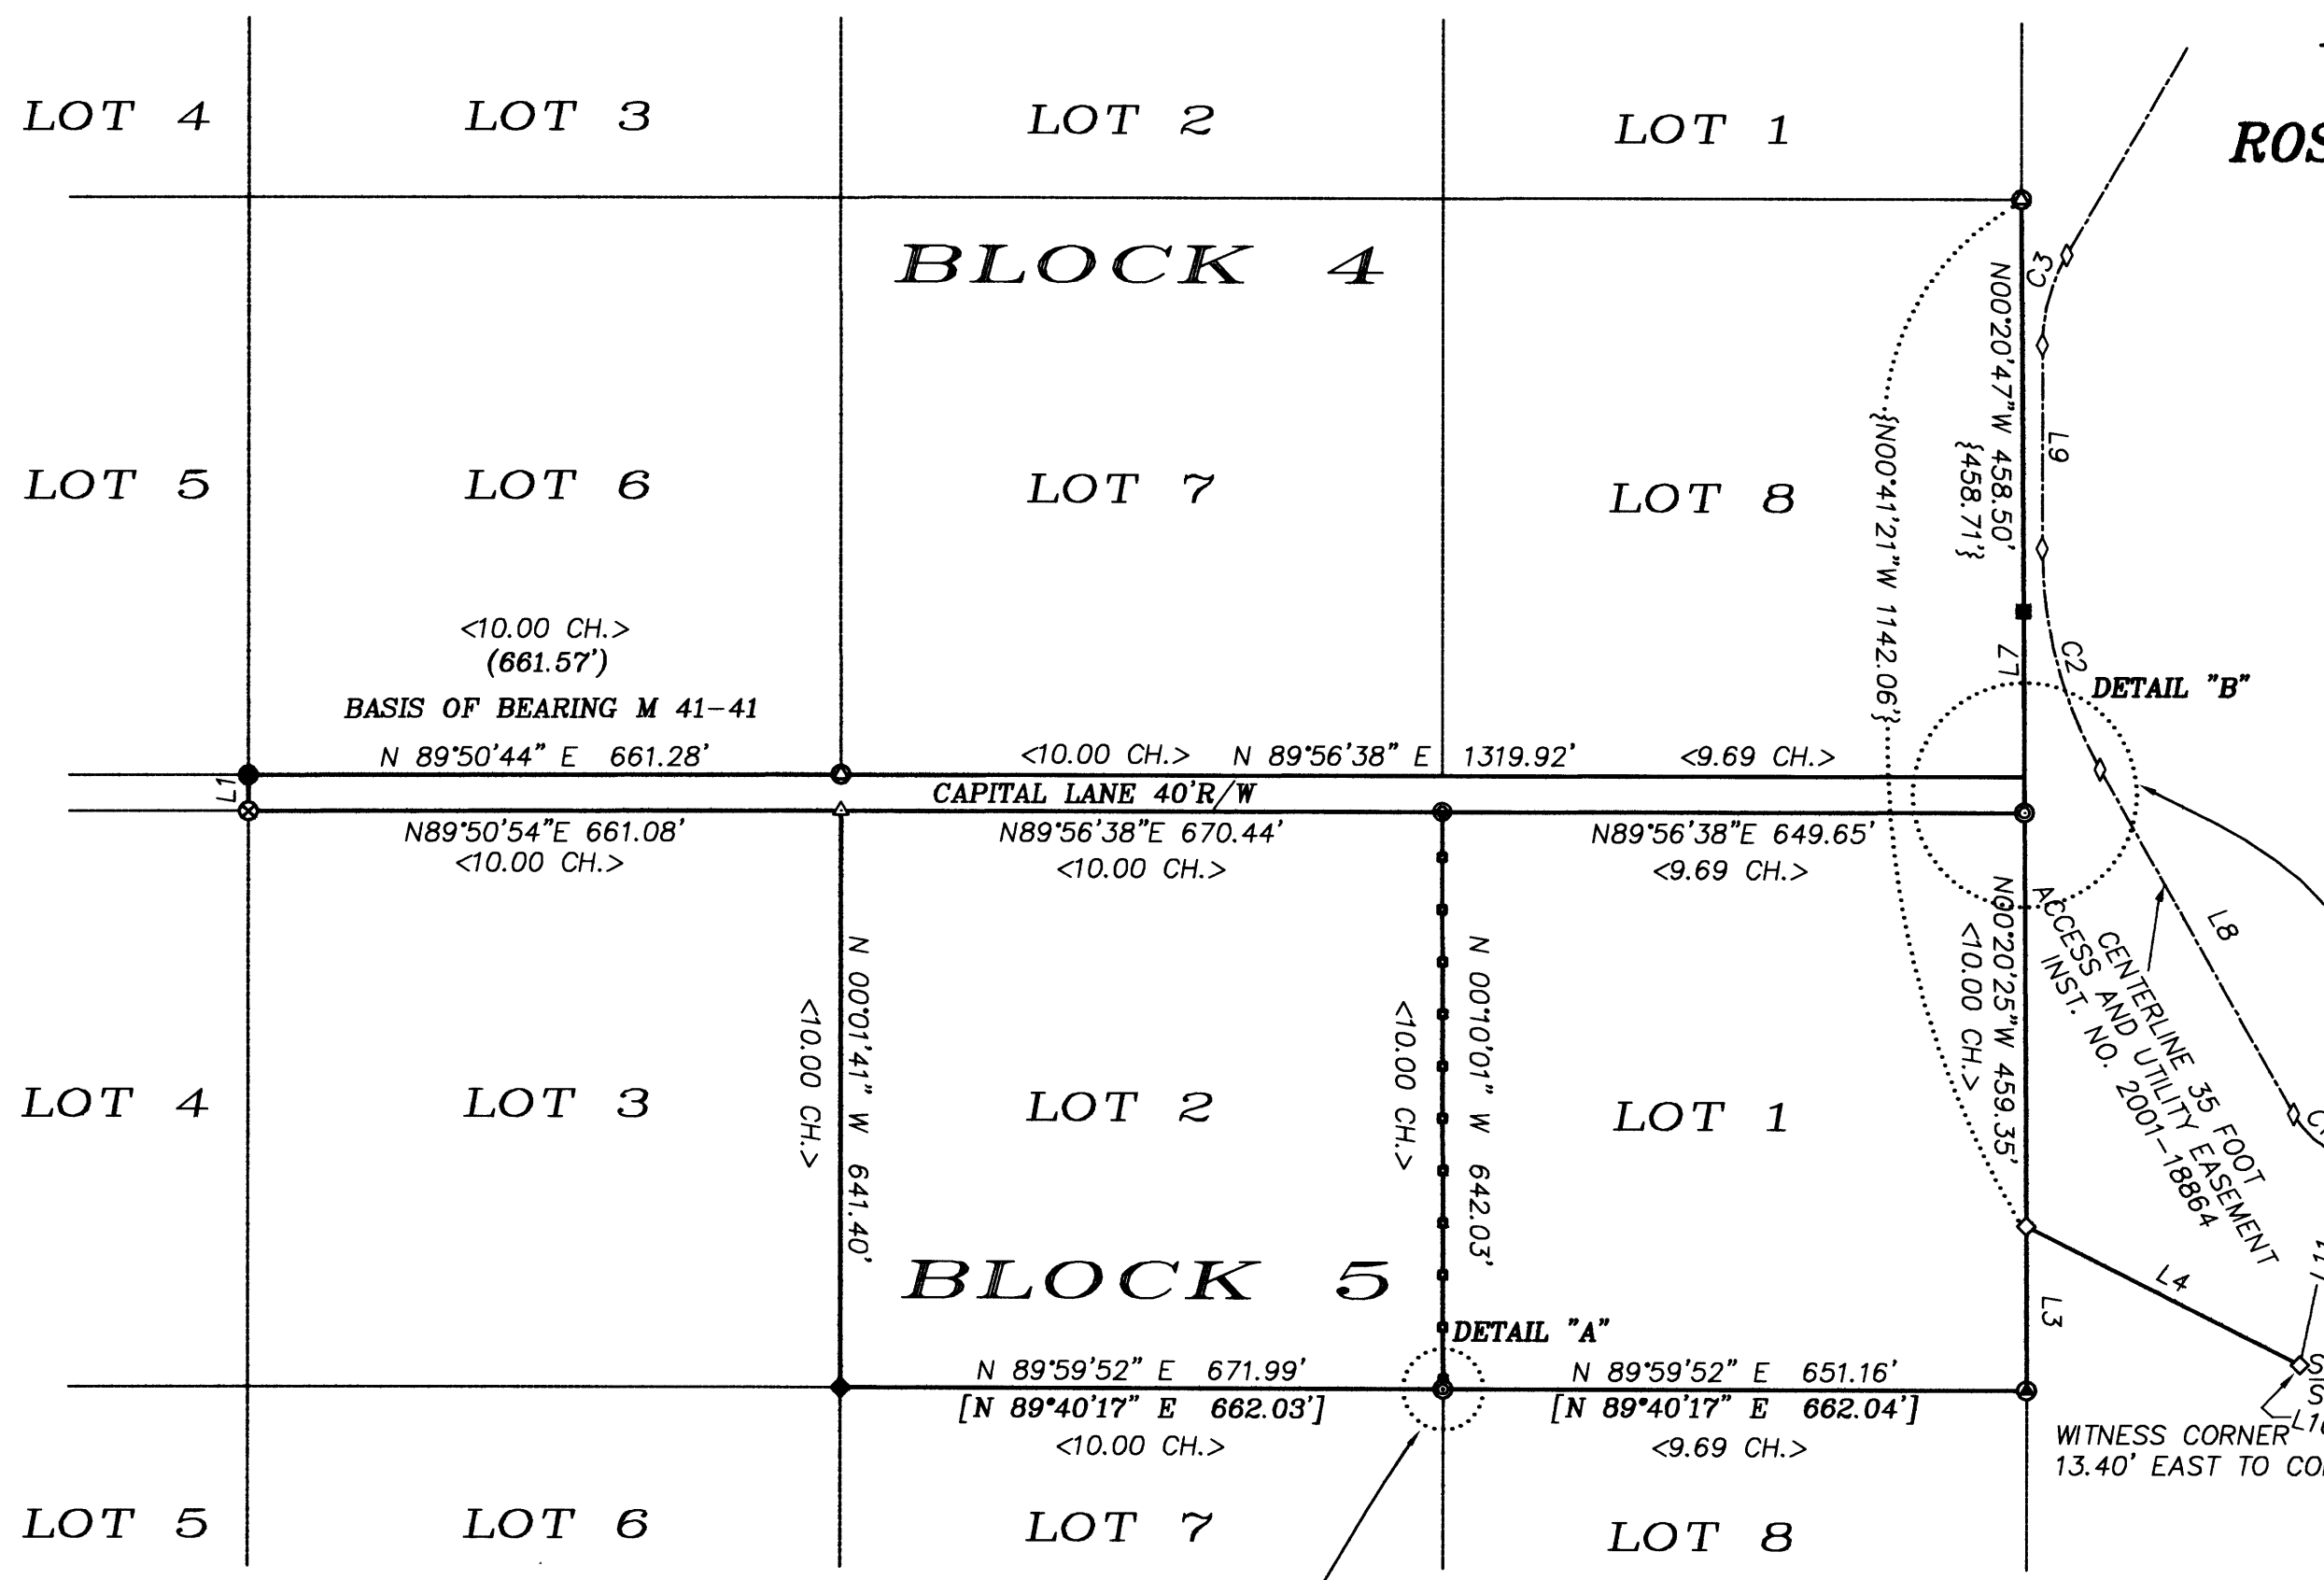 LOT 4
LOT 3
LOT 2
LOT 1
ROS
BLOCK 4
C3
N00°20'47"W 458.50'
{458.71'}
L9
{N00°41'21"W 1142.06'}
LOT 5
LOT 6
LOT 7
LOT 8
<10.00 CH.>
(661.57')
BASIS OF BEARING M 41-41
N 89°50'44" E 661.28'
<10.00 CH.> N 89°56'38" E 1319.92' <9.69 CH.>
L7
C2
DETAIL "B"
L1
CAPITAL LANE 40'R/W
N89°50'54"E 661.08'
<10.00 CH.>
N89°56'38"E 670.44'
<10.00 CH.>
N89°56'38"E 649.65'
<9.69 CH.>
N 00°01'41" W 641.40'
<10.00 CH.>
N 00°10'01" W 642.03'
<10.00 CH.>
N00°20'25"W 459.35'
<10.00 CH.>
L8
CENTERLINE 35 FOOT
ACCESS AND UTILITY EASEMENT
INST. NO. 2001-18864
LOT 4
LOT 3
LOT 2
LOT 1
BLOCK 5
L4
L3
DETAIL "A"
N 89°59'52" E 671.99'
[N 89°40'17" E 662.03']
<10.00 CH.>
N 89°59'52" E 651.16'
[N 89°40'17" E 662.04']
<9.69 CH.>
WITNESS CORNER
13.40' EAST TO
LOT 5
LOT 6
LOT 7
LOT 8